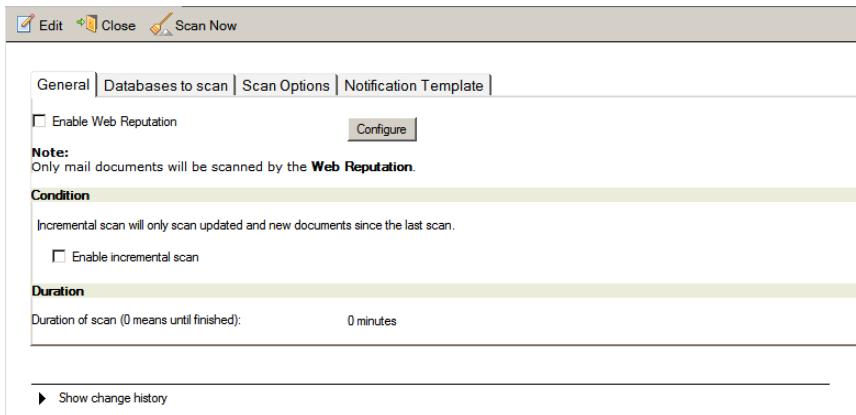 Edit Close Scan Now
General Databases to scan Scan Options Notification Template
Enable Web Reputation Configure
Note:
Only mail documents will be scanned by the Web Reputation.
Condition
Incremental scan will only scan updated and new documents since the last scan.
Enable incremental scan
Duration
Duration of scan (0 means until finished): 0 minutes
Show change history